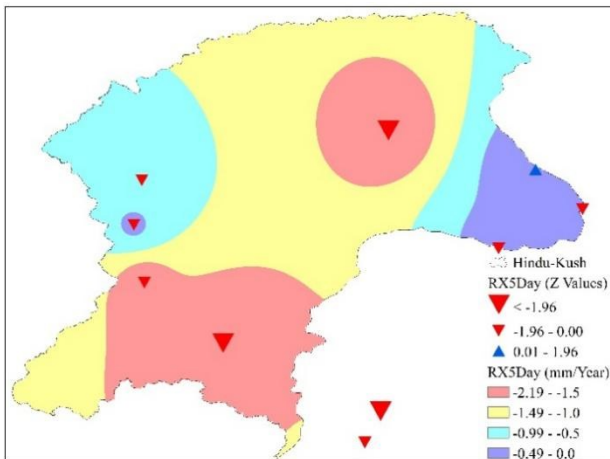 Hindu-Kush
RX5Day (Z Values)
< -1.96
-1.96 - 0.00
0.01 - 1.96
RX5Day (mm/Year)
-2.19 - -1.5
-1.49 - -1.0
-0.99 - -0.5
-0.49 - 0.0